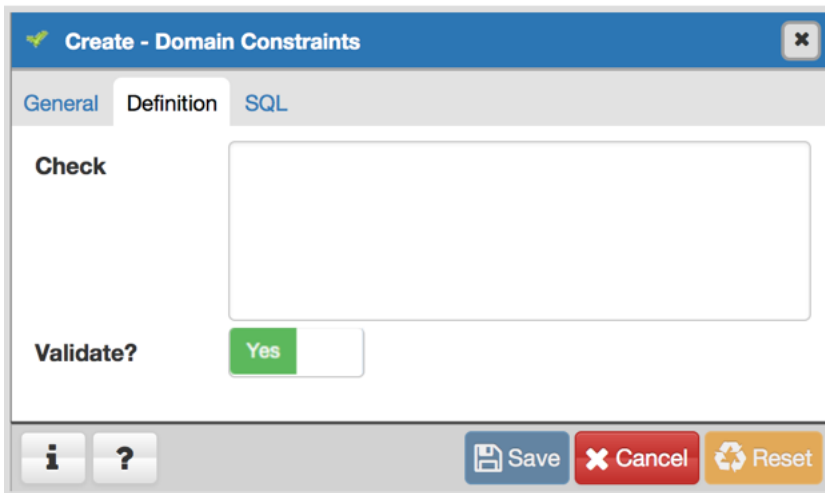 Create - Domain Constraints
General Definition SQL
Check
Validate? Yes
i ? Save Cancel Reset